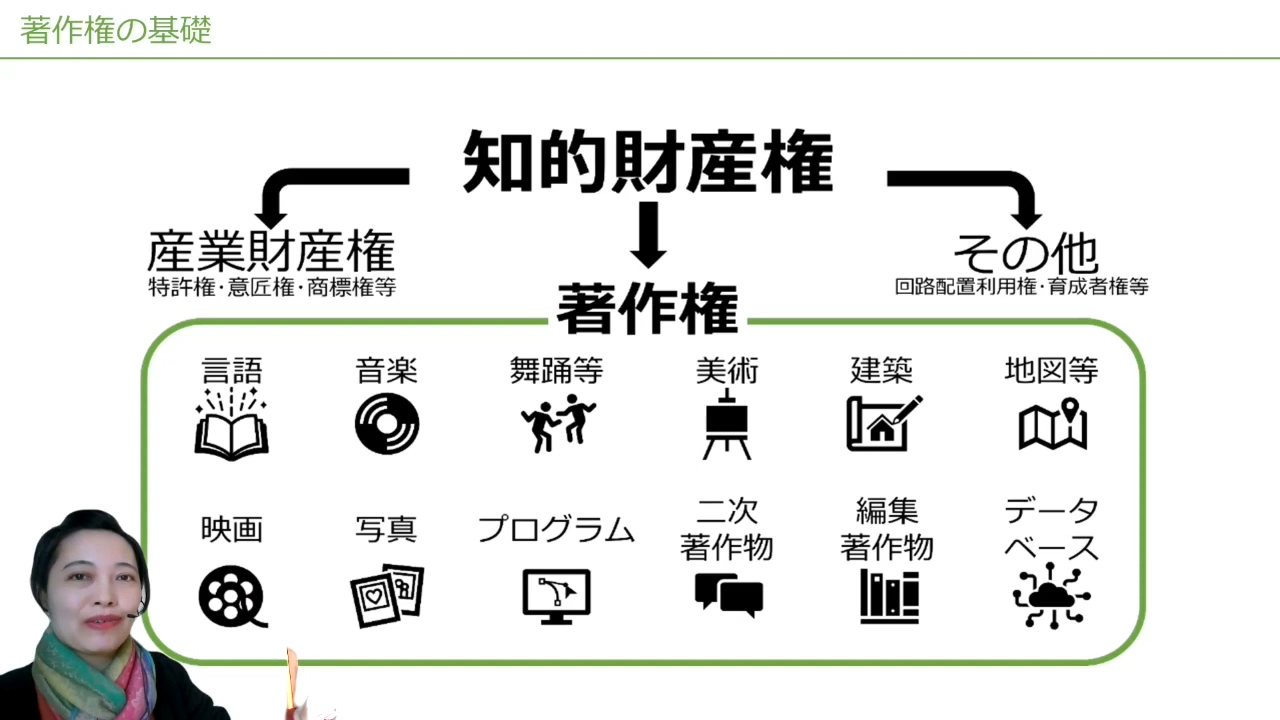 著作権の基礎
知的財産権
産業財産権
特許権・意匠権・商標権等
その他
回路配置利用権・育成者権等
著作権
言語
音楽
舞踊等
美術
建築
地図等
映画
写真
プログラム
二次
著作物
編集
著作物
データ
ベース